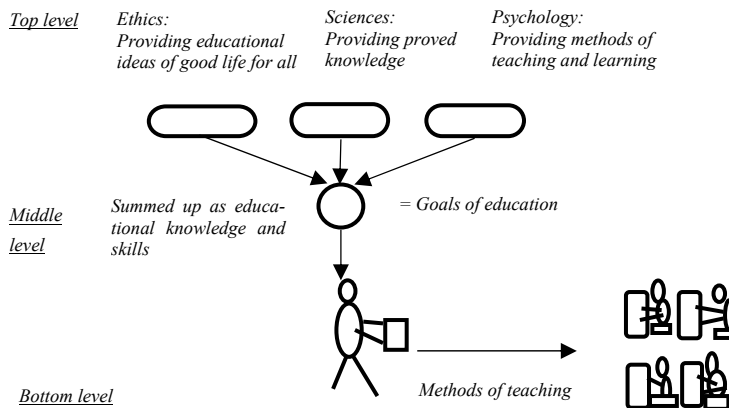 Top level
Ethics:
Providing educational
ideas of good life for all
Sciences:
Providing proved
knowledge
Psychology:
Providing methods of
teaching and learning
Middle
level
Summed up as educa-
tional knowledge and
skills
= Goals of education
Bottom level
Methods of teaching